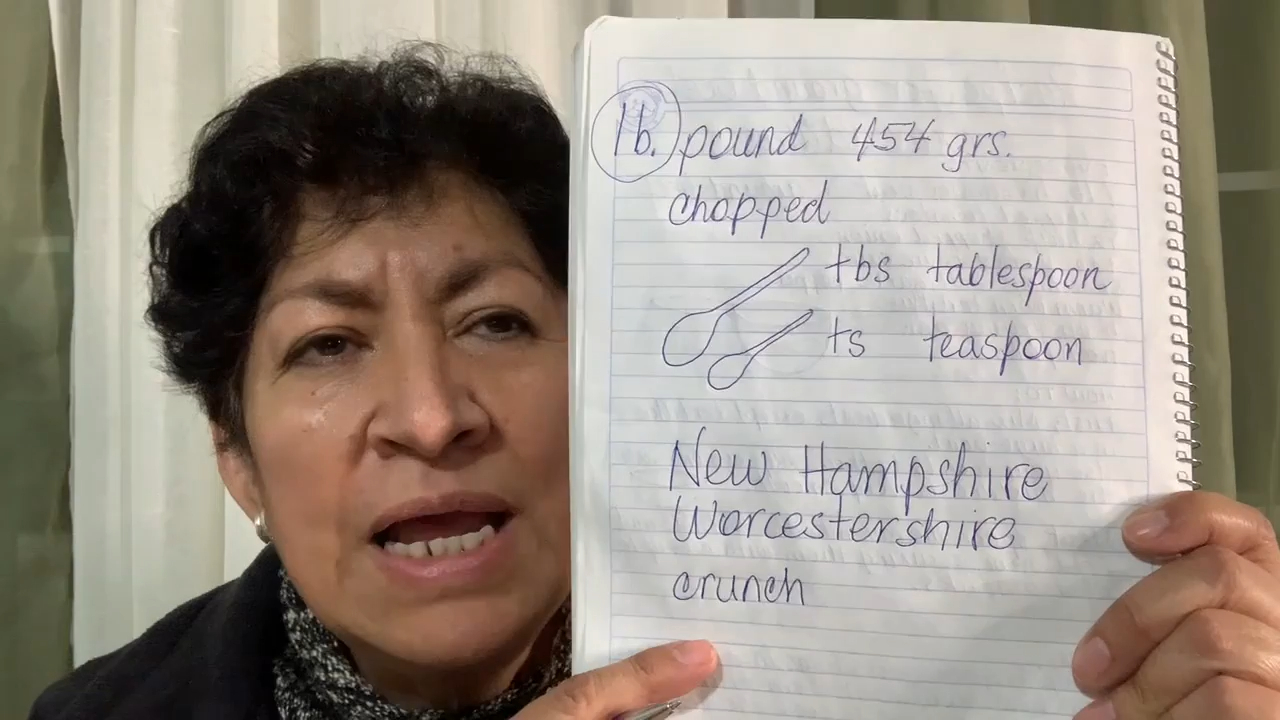 lb. pound 454 grs.
chopped
tbs tablespoon
ts teaspoon
New Hampshire
Worcestershire
crunch